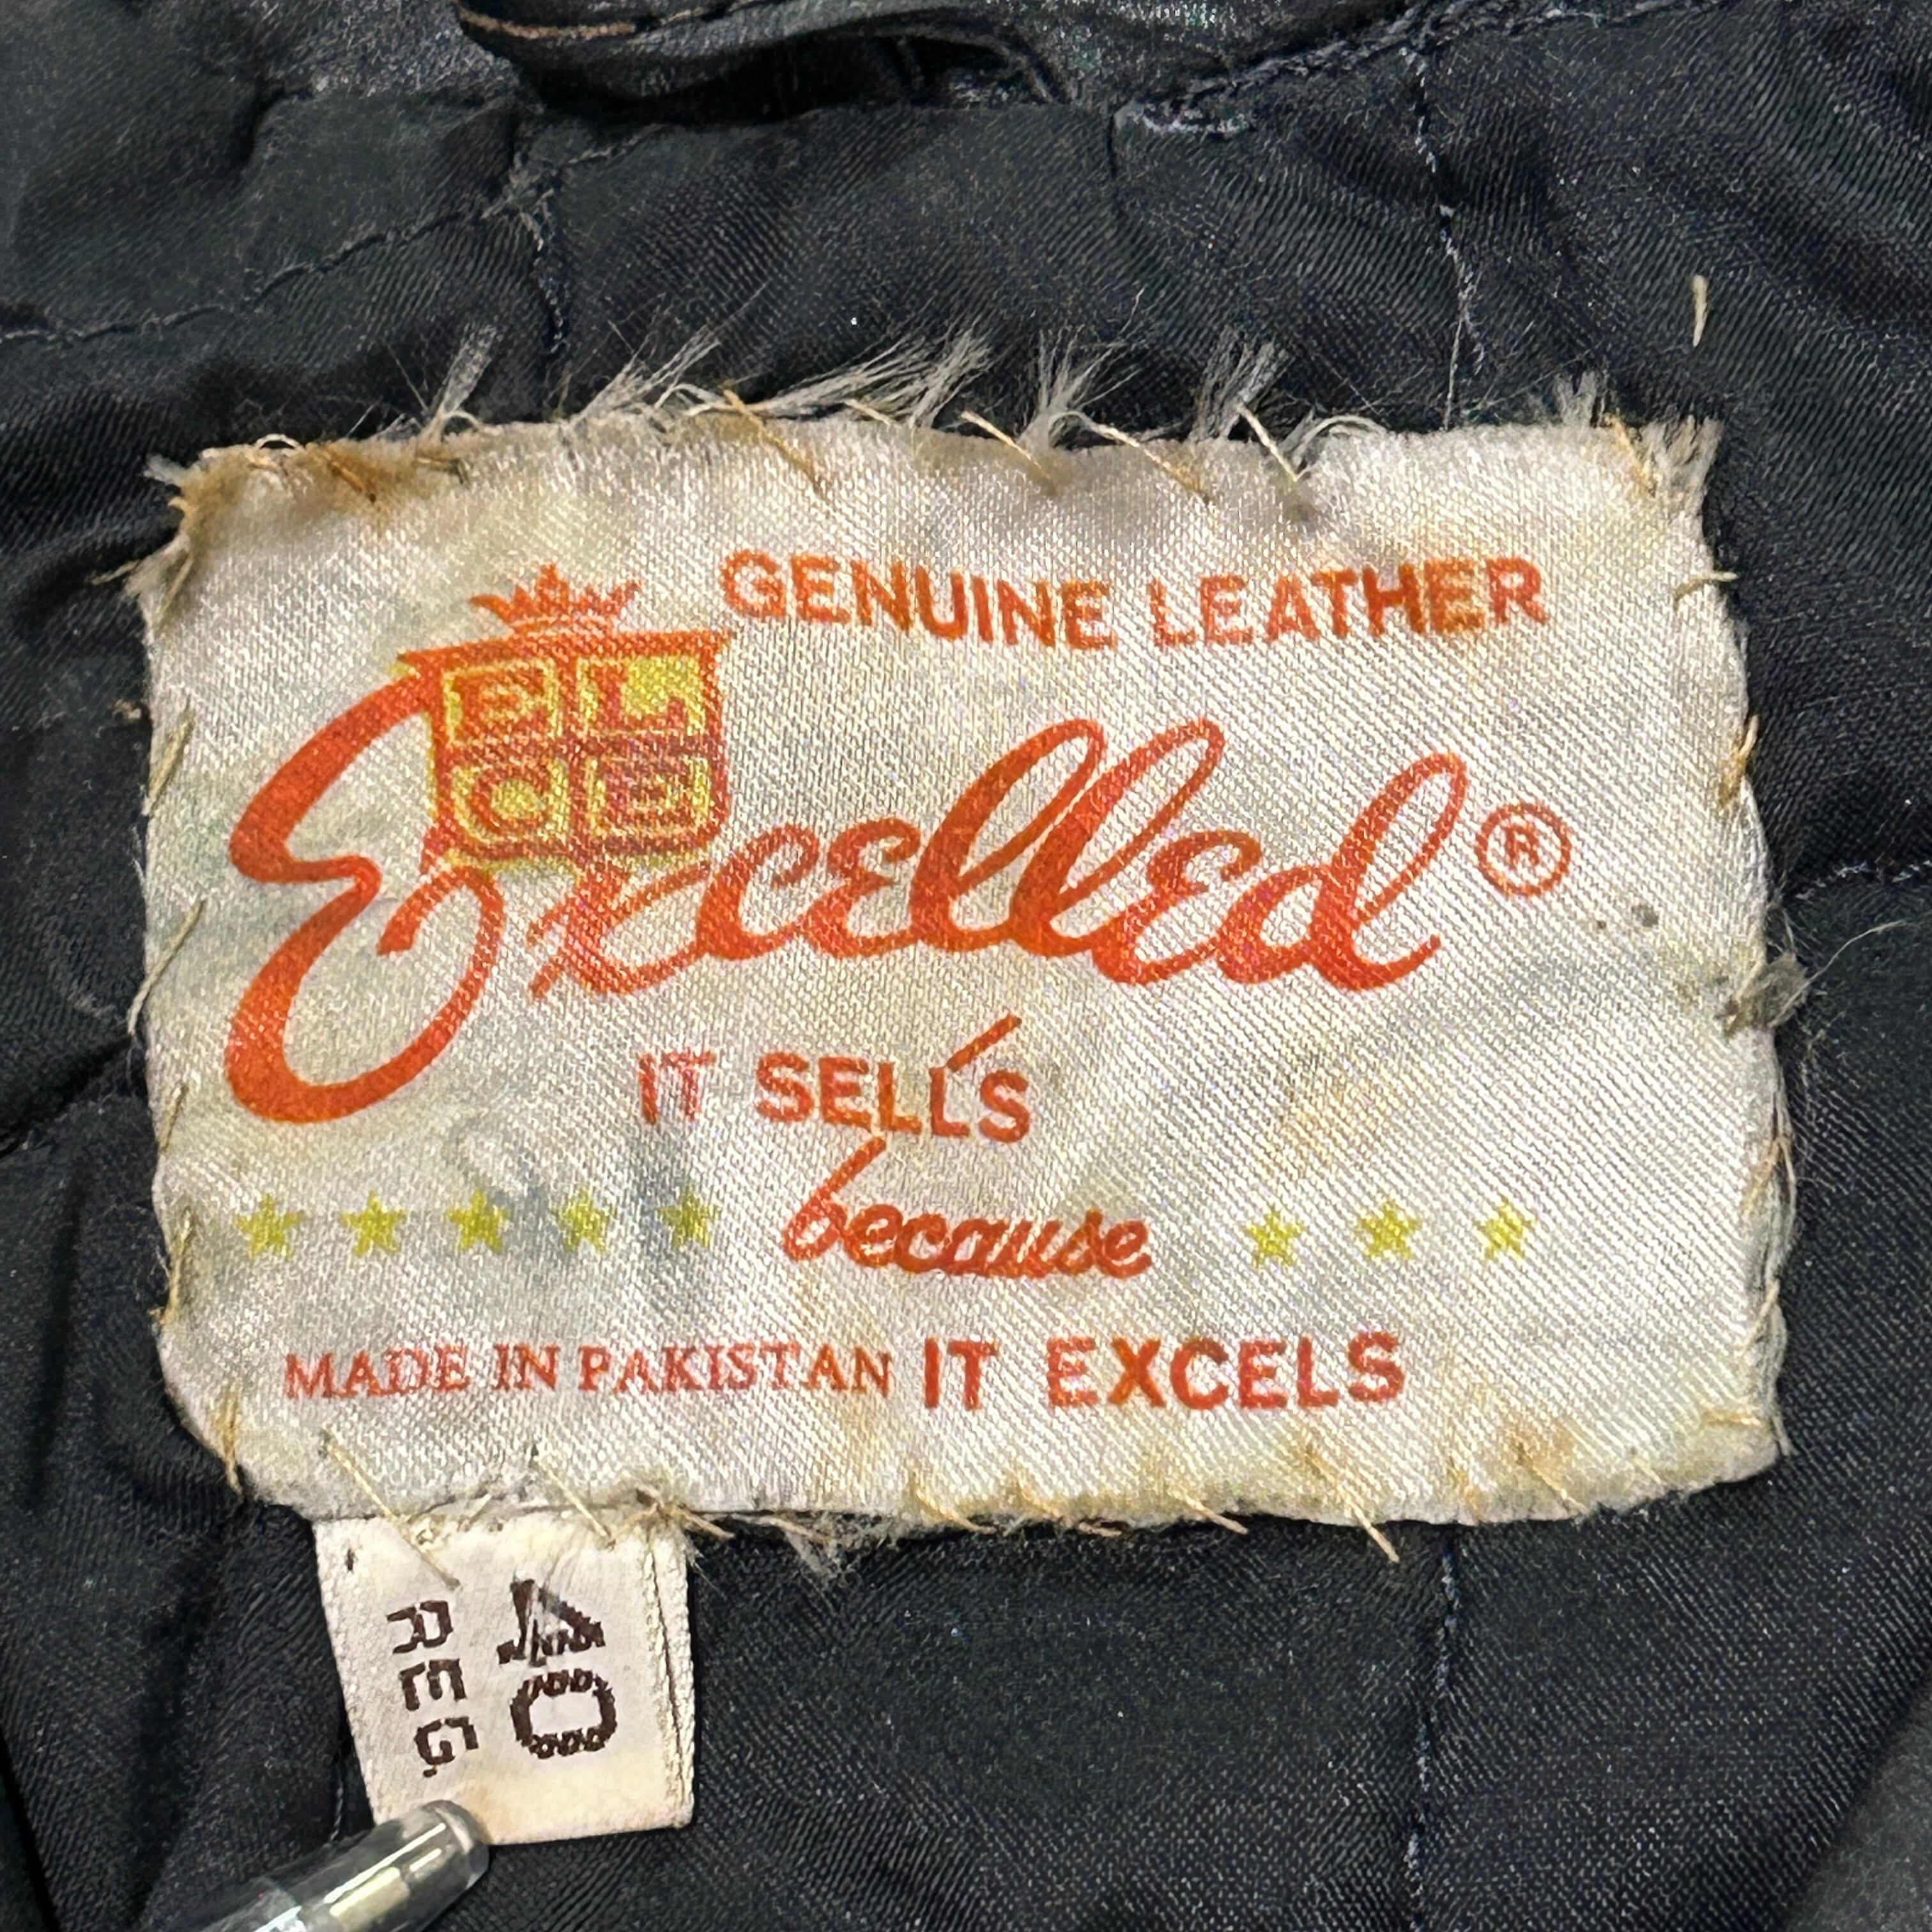 GENUINE LEATHER
E L
C E
Excelled ®
IT SELLS
because
MADE IN PAKISTAN IT EXCELS
40
REG.